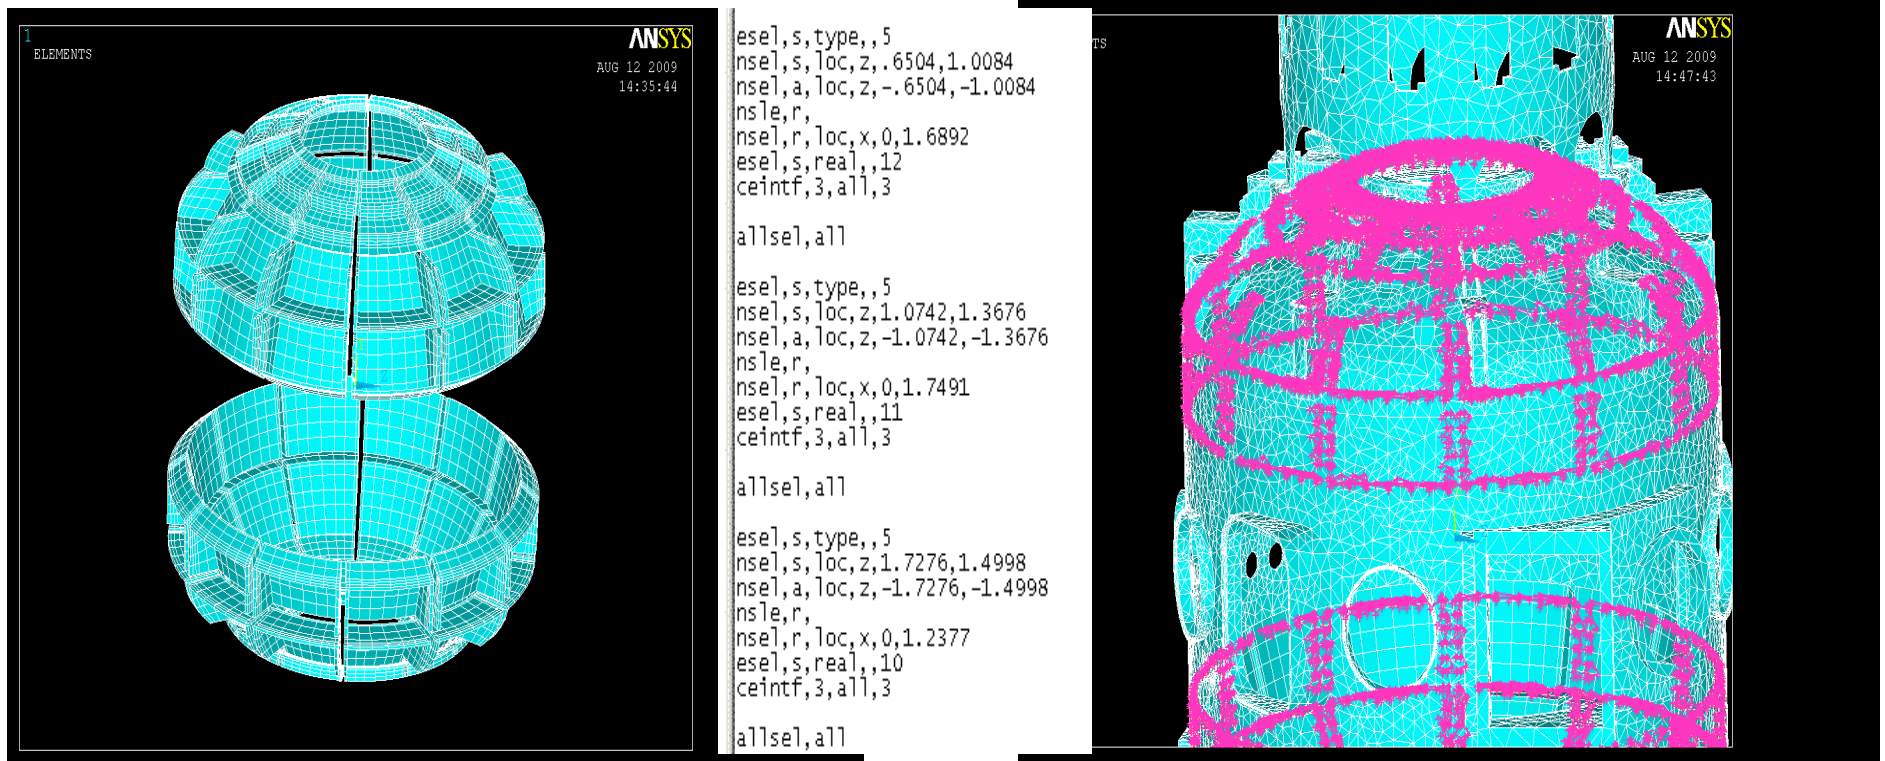 1
ELEMENTS
ANSYS
AUG 12 2009
14:35:44
esel,s,type,,5
nsel,s,loc,z,.6504,1.0084
nsel,a,loc,z,-.6504,-1.0084
nsle,r,
nsel,r,loc,x,0,1.6892
esel,s,real,,12
ceintf,3,all,3
allsel,all
esel,s,type,,5
nsel,s,loc,z,1.0742,1.3676
nsel,a,loc,z,-1.0742,-1.3676
nsle,r,
nsel,r,loc,x,0,1.7491
esel,s,real,,11
ceintf,3,all,3
allsel,all
esel,s,type,,5
nsel,s,loc,z,1.7276,1.4998
nsel,a,loc,z,-1.7276,-1.4998
nsle,r,
nsel,r,loc,x,0,1.2377
esel,s,real,,10
ceintf,3,all,3
allsel,all
TS
ANSYS
AUG 12 2009
14:47:43